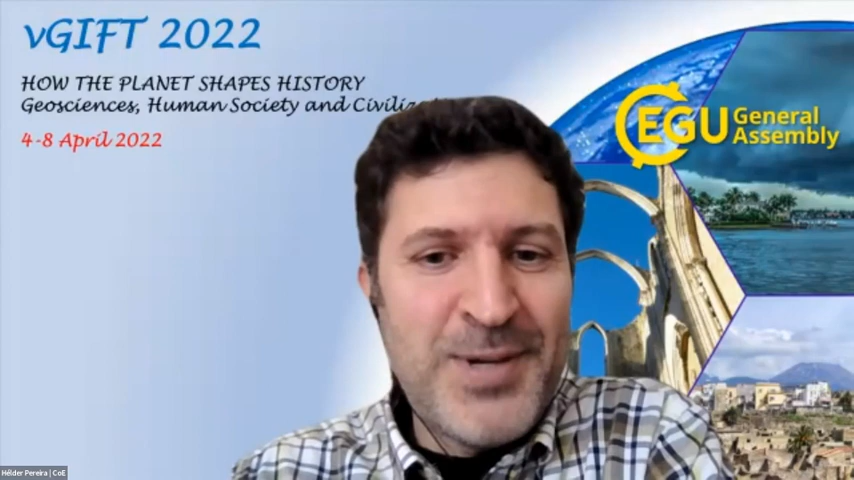 vGIFT 2022
HOW THE PLANET SHAPES HISTORY
Geosciences, Human Society and
4-8 April 2022
EGU General
Assembly
Hélder Pereira | CoE